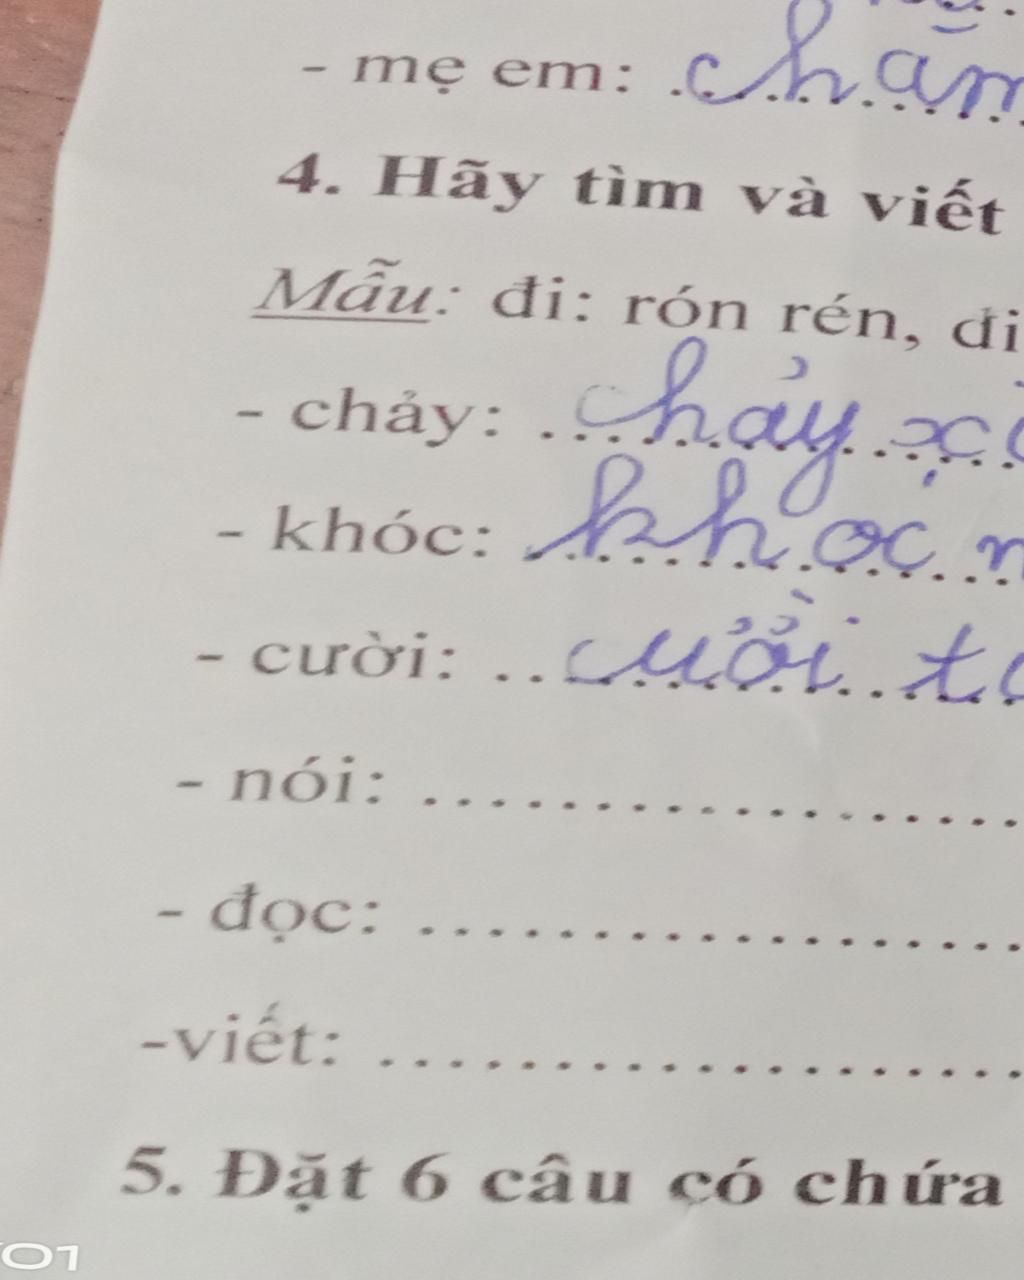 - mẹ em: chăm
4. Hãy tìm và viết
Mẫu: đi: rón rén, đi
- chảy: chảy
- khóc: khóc
- cười: cười
- nói:
- đọc:
-viết:
5. Đặt 6 câu có chứa
01